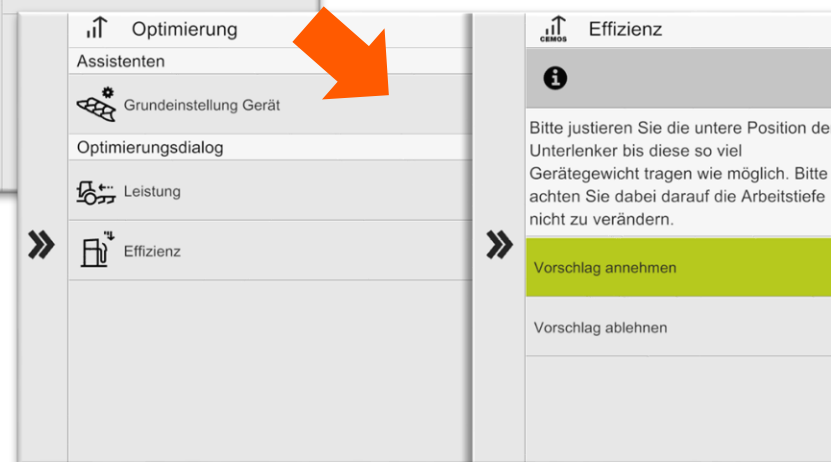 Optimierung
Assistenten
Grundeinstellung Gerät
Optimierungsdialog
Leistung
Effizienz
CEMOS
Effizienz
Bitte justieren Sie die untere Position de
Unterlenker bis diese so viel
Gerätegewicht tragen wie möglich. Bitte
achten Sie dabei darauf die Arbeitstiefe
nicht zu verändern.
Vorschlag annehmen
Vorschlag ablehnen